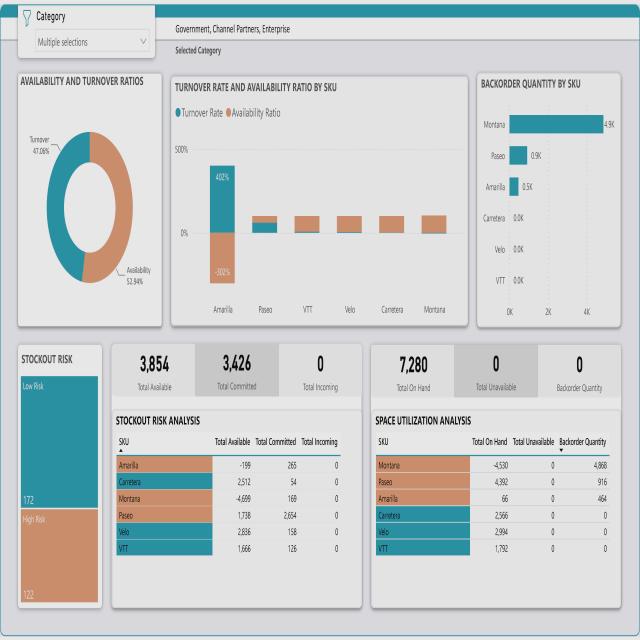 Category
Multiple selections
Government, Channel Partners, Enterprise
Selected Category
AVAILABILITY AND TURNOVER RATIOS
Turnover
47.06%
Availability
52.94%
TURNOVER RATE AND AVAILABILITY RATIO BY SKU
Turnover Rate Availability Ratio
500%
402%
0%
-302%
Amarilla Paseo VTT Velo Carretera Montana
BACKORDER QUANTITY BY SKU
Montana 4.9K
Paseo 0.9K
Amarilla 0.5K
Carretera 0.0K
Velo 0.0K
VTT 0.0K
0K 2K 4K
STOCKOUT RISK
Low Risk
172
High Risk
122
3,854 3,426 0
Total Available Total Committed Total Incoming
STOCKOUT RISK ANALYSIS
SKU Total Available Total Committed Total Incoming
Amarilla -199 265 0
Carretera 2,512 54 0
Montana -4,699 169 0
Paseo 1,738 2,654 0
Velo 2,836 158 0
VTT 1,666 126 0
7,280 0 0
Total On Hand Total Unavailable Backorder Quantity
SPACE UTILIZATION ANALYSIS
SKU Total On Hand Total Unavailable Backorder Quantity
Montana -4,530 0 4,868
Paseo 4,392 0 916
Amarilla 66 0 464
Carretera 2,566 0 0
Velo 2,994 0 0
VTT 1,792 0 0